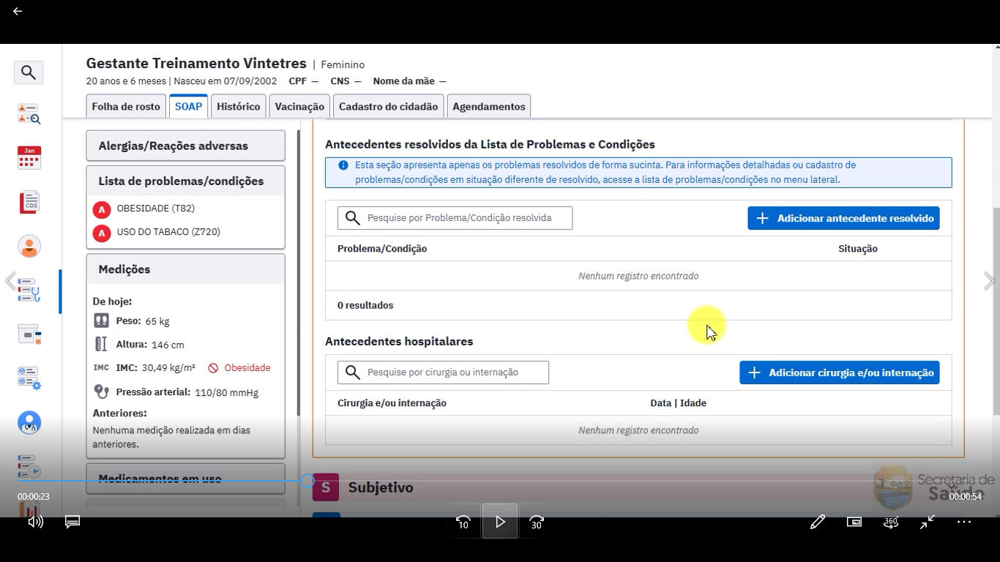 Gestante Treinamento Vintetres | Feminino
20 anos e 6 meses | Nasceu em 07/09/2002 CPF — CNS — Nome da mãe —
Folha de rosto SOAP Histórico Vacinação Cadastro do cidadão Agendamentos
Jan
CDS
Alergias/Reações adversas
Lista de problemas/condições
A OBESIDADE (T82)
A USO DO TABACO (Z720)
Medições
De hoje:
Peso: 65 kg
Altura: 146 cm
IMC IMC: 30,49 kg/m² Obesidade
Pressão arterial: 110/80 mmHg
Anteriores:
Nenhuma medição realizada em dias
anteriores.
Medicamentos em uso
Antecedentes resolvidos da Lista de Problemas e Condições
Esta seção apresenta apenas os problemas resolvidos de forma sucinta. Para informações detalhadas ou cadastro de
problemas/condições em situação diferente de resolvido, acesse a lista de problemas/condições no menu lateral.
Pesquise por Problema/Condição resolvida + Adicionar antecedente resolvido
Problema/Condição Situação
Nenhum registro encontrado
0 resultados
Antecedentes hospitalares
Pesquise por cirurgia ou internação + Adicionar cirurgia e/ou internação
Cirurgia e/ou internação Data | Idade
Nenhum registro encontrado
S Subjetivo
Secretaria de
Saúde
00:00:23 00:00:54
10 30 360